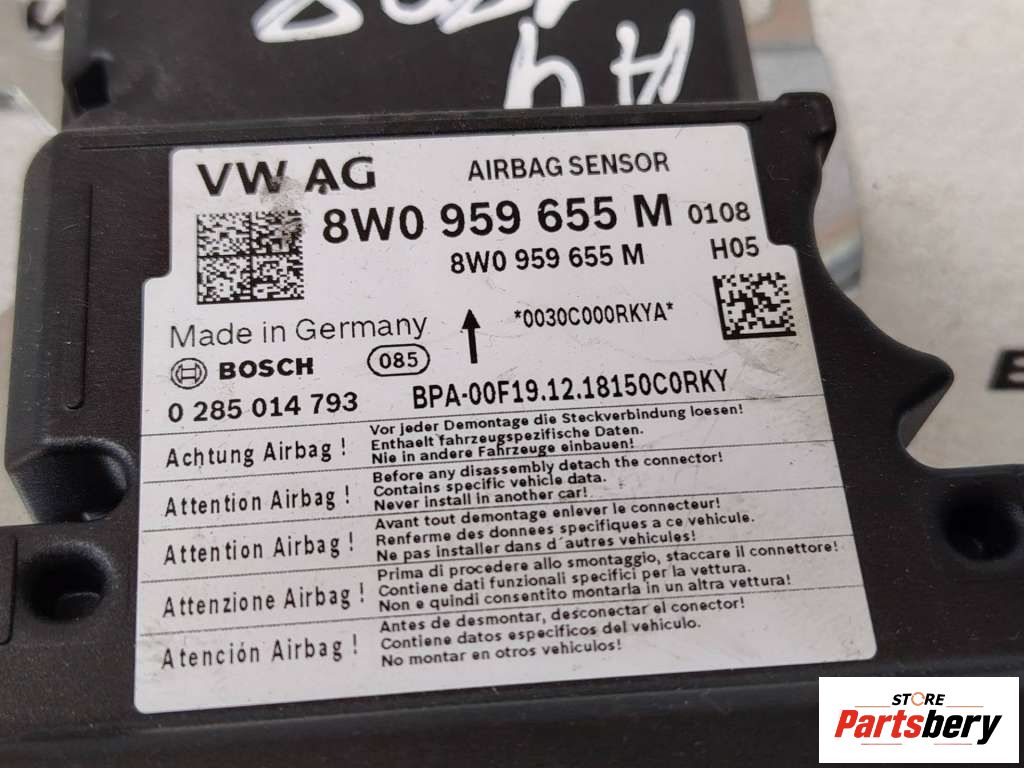 A4
VW AG
AIRBAG SENSOR
8W0 959 655 M 0108
8W0 959 655 M H05
Made in Germany
*0030C000RKYA*
BOSCH
085
0 285 014 793
BPA-00F19.12.18150C0RKY
Achtung Airbag !
Vor jeder Demontage die Steckverbindung loesen!
Enthaelt fahrzeugspezifische Daten.
Nie in andere Fahrzeuge einbauen!
Attention Airbag !
Before any disassembly detach the connector!
Contains specific vehicle data.
Never install in another car!
Attention Airbag !
Avant tout demontage enlever le connecteur!
Renferme des donnees specifiques a ce vehicule.
Ne pas installer dans d´autres vehicules!
Attenzione Airbag !
Prima di procedere allo smontaggio, staccare il connettore!
Contiene dati funzionali specifici per la vettura.
Non e quindi consentito montarla in un altra vettura!
Atención Airbag !
Antes de desmontar, desconectar el conector!
Contiene datos especificos del vehiculo.
No montar en otros vehiculos!
STORE
Partsbery